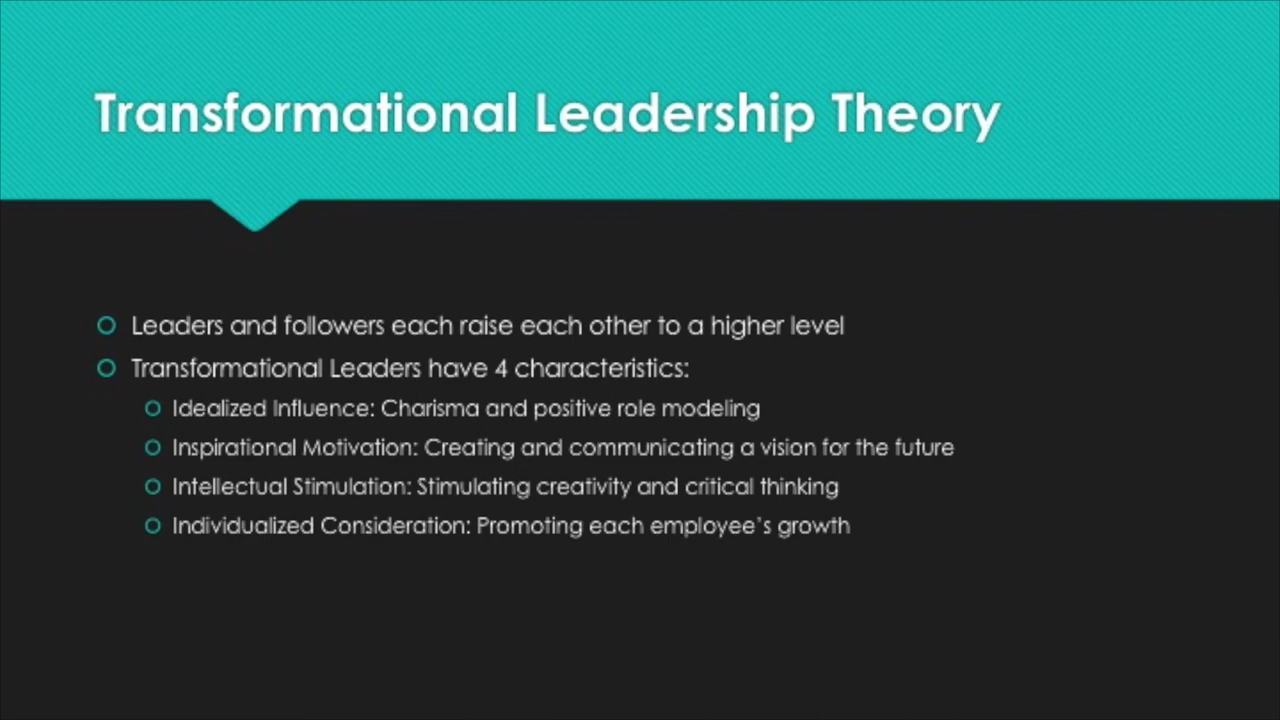 Transformational Leadership Theory
Leaders and followers each raise each other to a higher level
Transformational Leaders have 4 characteristics:
Idealized Influence: Charisma and positive role modeling
Inspirational Motivation: Creating and communicating a vision for the future
Intellectual Stimulation: Stimulating creativity and critical thinking
Individualized Consideration: Promoting each employee’s growth